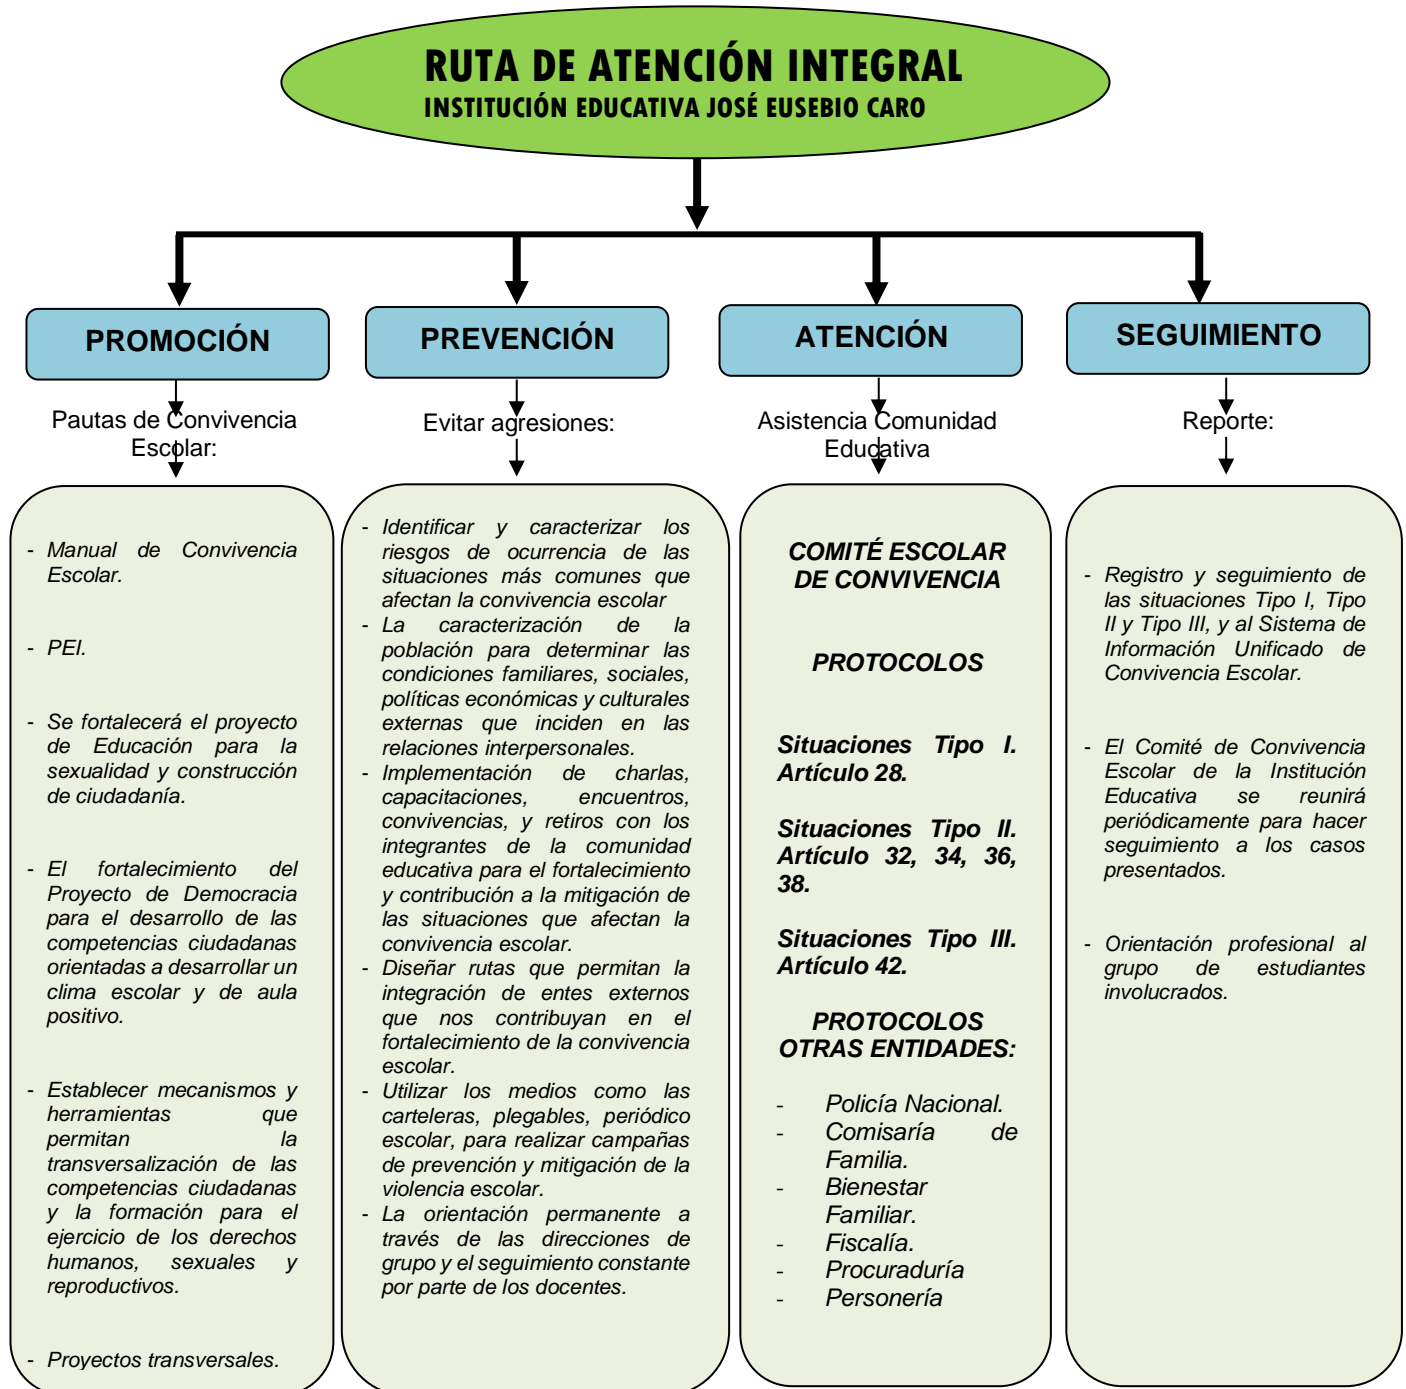 RUTA DE ATENCIÓN INTEGRAL
INSTITUCIÓN EDUCATIVA JOSÉ EUSEBIO CARO
PROMOCIÓN
Pautas de Convivencia
Escolar:
- Manual de Convivencia
Escolar.
- PEI.
- Se fortalecerá el proyecto
de Educación para la
sexualidad y construcción
de ciudadanía.
- El fortalecimiento del
Proyecto de Democracia
para el desarrollo de las
competencias ciudadanas
orientadas a desarrollar un
clima escolar y de aula
positivo.
- Establecer mecanismos y
herramientas que
permitan la
transversalización de las
competencias ciudadanas
y la formación para el
ejercicio de los derechos
humanos, sexuales y
reproductivos.
- Proyectos transversales.
PREVENCIÓN
Evitar agresiones:
- Identificar y caracterizar los
riesgos de ocurrencia de las
situaciones más comunes que
afectan la convivencia escolar
- La caracterización de la
población para determinar las
condiciones familiares, sociales,
políticas económicas y culturales
externas que inciden en las
relaciones interpersonales.
- Implementación de charlas,
capacitaciones, encuentros,
convivencias, y retiros con los
integrantes de la comunidad
educativa para el fortalecimiento
y contribución a la mitigación de
las situaciones que afectan la
convivencia escolar.
- Diseñar rutas que permitan la
integración de entes externos
que nos contribuyan en el
fortalecimiento de la convivencia
escolar.
- Utilizar los medios como las
carteleras, plegables, periódico
escolar, para realizar campañas
de prevención y mitigación de la
violencia escolar.
- La orientación permanente a
través de las direcciones de
grupo y el seguimiento constante
por parte de los docentes.
ATENCIÓN
Asistencia Comunidad
Educativa
COMITÉ ESCOLAR
DE CONVIVENCIA
PROTOCOLOS
Situaciones Tipo I.
Artículo 28.
Situaciones Tipo II.
Artículo 32, 34, 36,
38.
Situaciones Tipo III.
Artículo 42.
PROTOCOLOS
OTRAS ENTIDADES:
- Policía Nacional.
- Comisaría de
Familia.
- Bienestar
Familiar.
- Fiscalía.
- Procuraduría
- Personería
SEGUIMIENTO
Reporte:
- Registro y seguimiento de
las situaciones Tipo I, Tipo
II y Tipo III, y al Sistema de
Información Unificado de
Convivencia Escolar.
- El Comité de Convivencia
Escolar de la Institución
Educativa se reunirá
periódicamente para hacer
seguimiento a los casos
presentados.
- Orientación profesional al
grupo de estudiantes
involucrados.